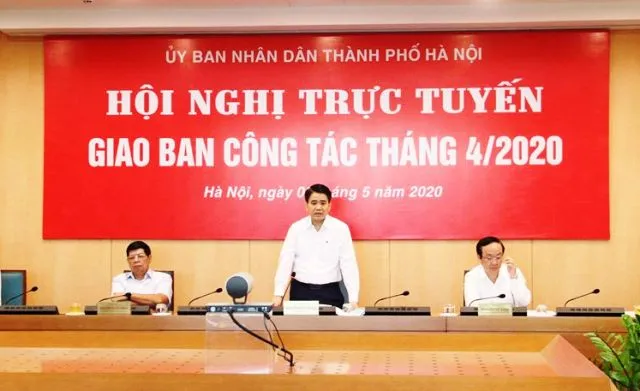 ỦY BAN NHÂN DÂN THÀNH PHỐ HÀ NỘI
HỘI NGHỊ TRỰC TUYẾN
GIAO BAN CÔNG TÁC THÁNG 4/2020
Hà Nội, ngày tháng 5 năm 2020